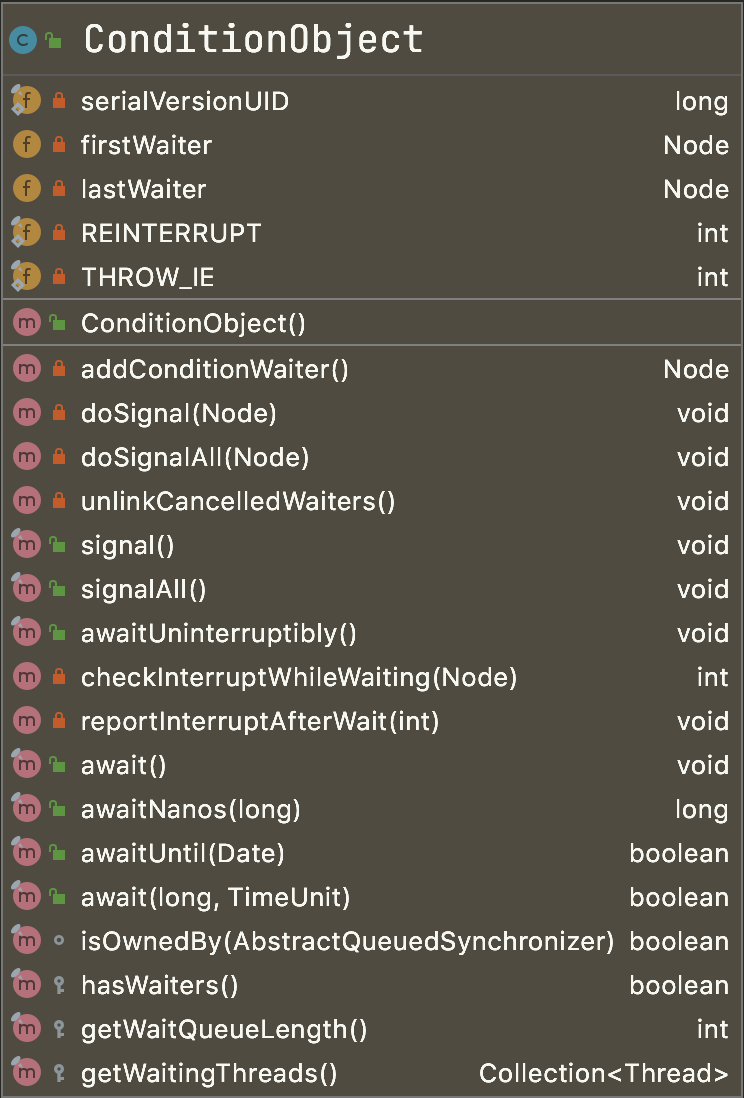 C ConditionObject
f serialVersionUID long
f firstWaiter Node
f lastWaiter Node
f REINTERRUPT int
f THROW_IE int
m ConditionObject()
m addConditionWaiter() Node
m doSignal(Node) void
m doSignalAll(Node) void
m unlinkCancelledWaiters() void
m signal() void
m signalAll() void
m awaitUninterruptibly() void
m checkInterruptWhileWaiting(Node) int
m reportInterruptAfterWait(int) void
m await() void
m awaitNanos(long) long
m awaitUntil(Date) boolean
m await(long, TimeUnit) boolean
m isOwnedBy(AbstractQueuedSynchronizer) boolean
m hasWaiters() boolean
m getWaitQueueLength() int
m getWaitingThreads() Collection<Thread>